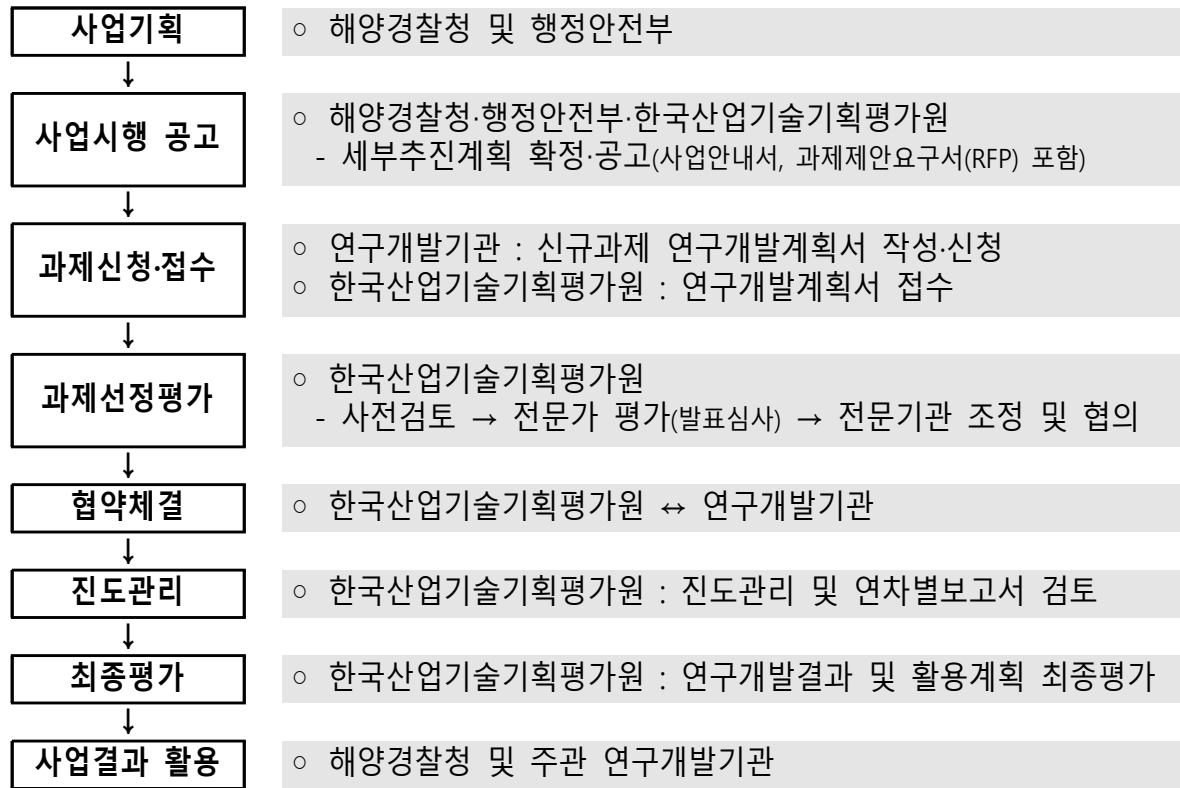 사업기획
○ 해양경찰청 및 행정안전부
↓
사업시행 공고
○ 해양경찰청·행정안전부·한국산업기술기획평가원
- 세부추진계획 확정·공고(사업안내서, 과제제안요구서(RFP) 포함)
↓
과제신청·접수
○ 연구개발기관 : 신규과제 연구개발계획서 작성·신청
○ 한국산업기술기획평가원 : 연구개발계획서 접수
↓
과제선정평가
○ 한국산업기술기획평가원
- 사전검토 → 전문가 평가(발표심사) → 전문기관 조정 및 협의
↓
협약체결
○ 한국산업기술기획평가원 ↔ 연구개발기관
↓
진도관리
○ 한국산업기술기획평가원 : 진도관리 및 연차별보고서 검토
↓
최종평가
○ 한국산업기술기획평가원 : 연구개발결과 및 활용계획 최종평가
↓
사업결과 활용
○ 해양경찰청 및 주관 연구개발기관